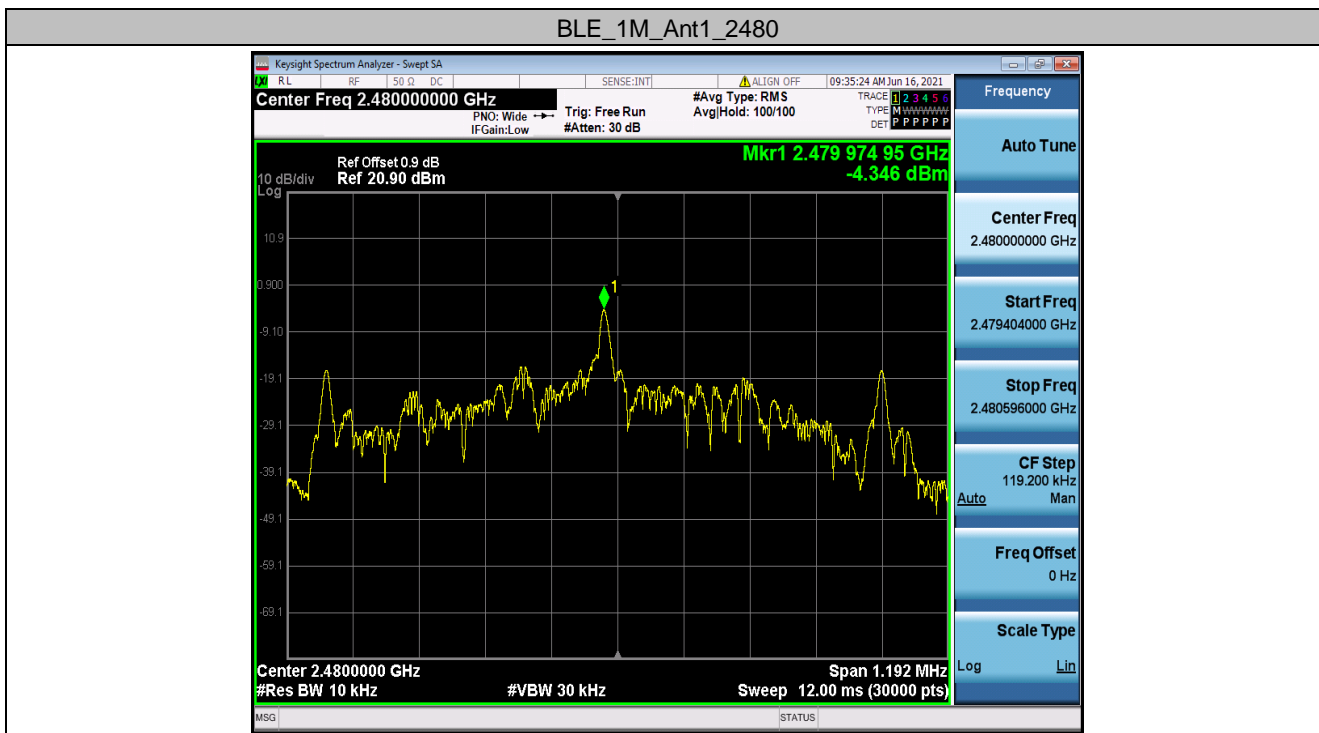 BLE_1M_Ant1_2480
Keysight Spectrum Analyzer - Swept SA
LXI RL RF 50 Ω DC SENSE:INT ALIGN OFF 09:35:24 AM Jun 16, 2021
Center Freq 2.480000000 GHz
PNO: Wide
IFGain:Low
Trig: Free Run
#Atten: 30 dB
#Avg Type: RMS
Avg|Hold: 100/100
TRACE 1 2 3 4 5 6
TYPE M WWWWW
DET P P P P P P
Mkr1 2.479 974 95 GHz
-4.346 dBm
Ref Offset 0.9 dB
Ref 20.90 dBm
10 dB/div
Log
10.9
0.900
-9.10
-19.1
-29.1
-39.1
-49.1
-59.1
-69.1
1
Center 2.4800000 GHz
Span 1.192 MHz
#Res BW 10 kHz
#VBW 30 kHz
Sweep 12.00 ms (30000 pts)
MSG
STATUS
Frequency
Auto Tune
Center Freq
2.480000000 GHz
Start Freq
2.479404000 GHz
Stop Freq
2.480596000 GHz
CF Step
119.200 kHz
Auto Man
Freq Offset
0 Hz
Scale Type
Log Lin